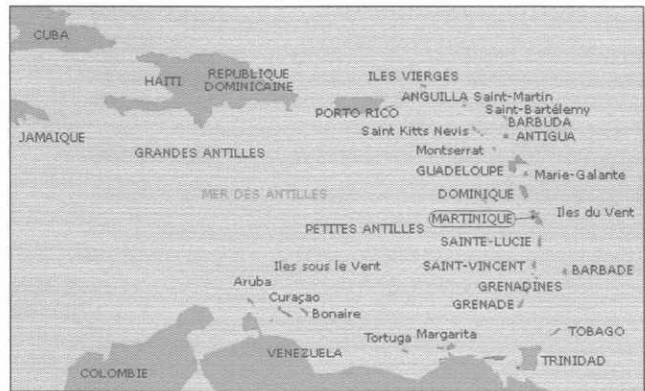 CUBA
HAITI
REPUBLIQUE
DOMINICAINE
ILES VIERGES
ANGUILLA Saint-Martin
Saint-Bartélemy
PORTO RICO
BARBUDA
JAMAIQUE
Saint Kitts Nevis
ANTIGUA
GRANDES ANTILLES
Montserrat
GUADELOUPE
Marie-Galante
MER DES ANTILLES
DOMINIQUE
MARTINIQUE
Iles du Vent
PETITES ANTILLES
SAINTE-LUCIE
Iles sous le Vent
SAINT-VINCENT
BARBADE
Aruba
GRENADINES
Curaçao
Bonaire
GRENADE
Tortuga
Margarita
TOBAGO
VENEZUELA
TRINIDAD
COLOMBIE